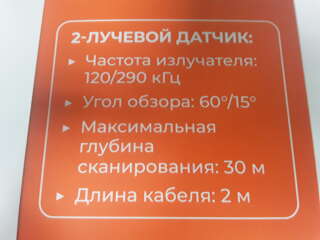 2-ЛУЧЕВОЙ ДАТЧИК:
▸ Частота излучателя:
120/290 кГц
▸ Угол обзора: 60°/15°
▸ Максимальная
глубина
сканирования: 30 м
▸ Длина кабеля: 2 м